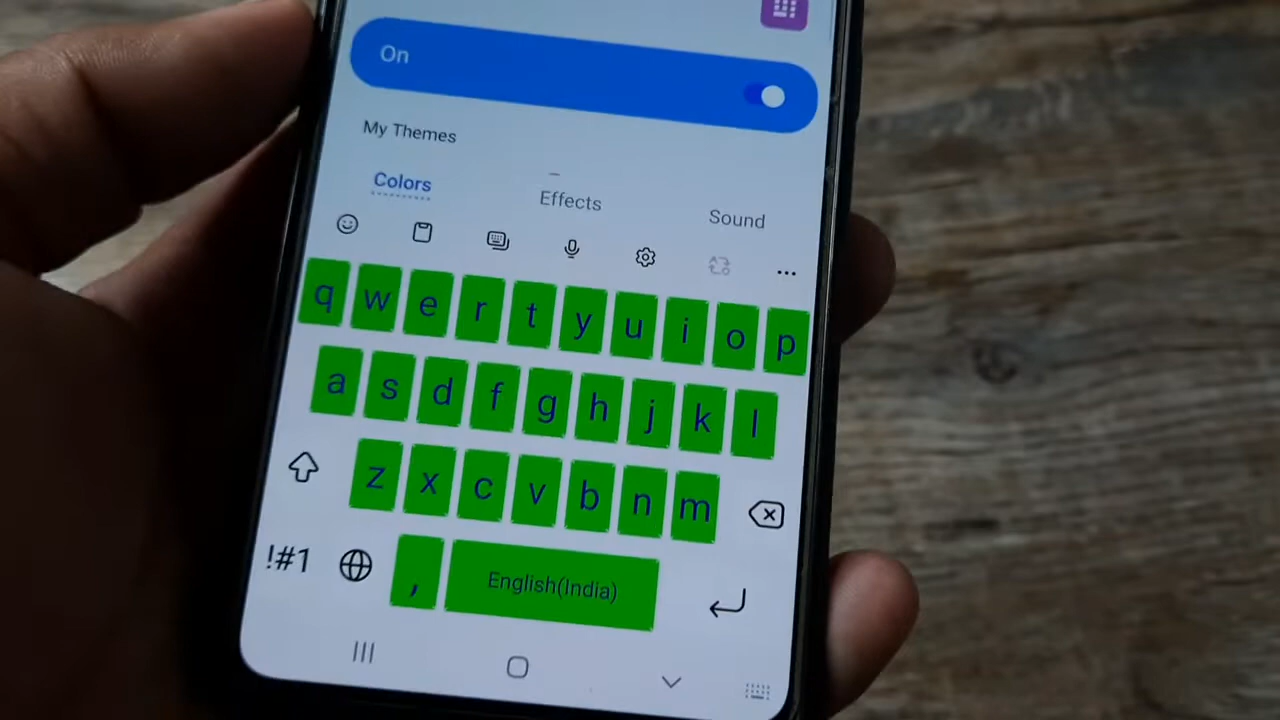 On
My Themes
Colors Effects Sound
q w e r t y u i o p
a s d f g h j k l
z x c v b n m
!#1 , English(India)